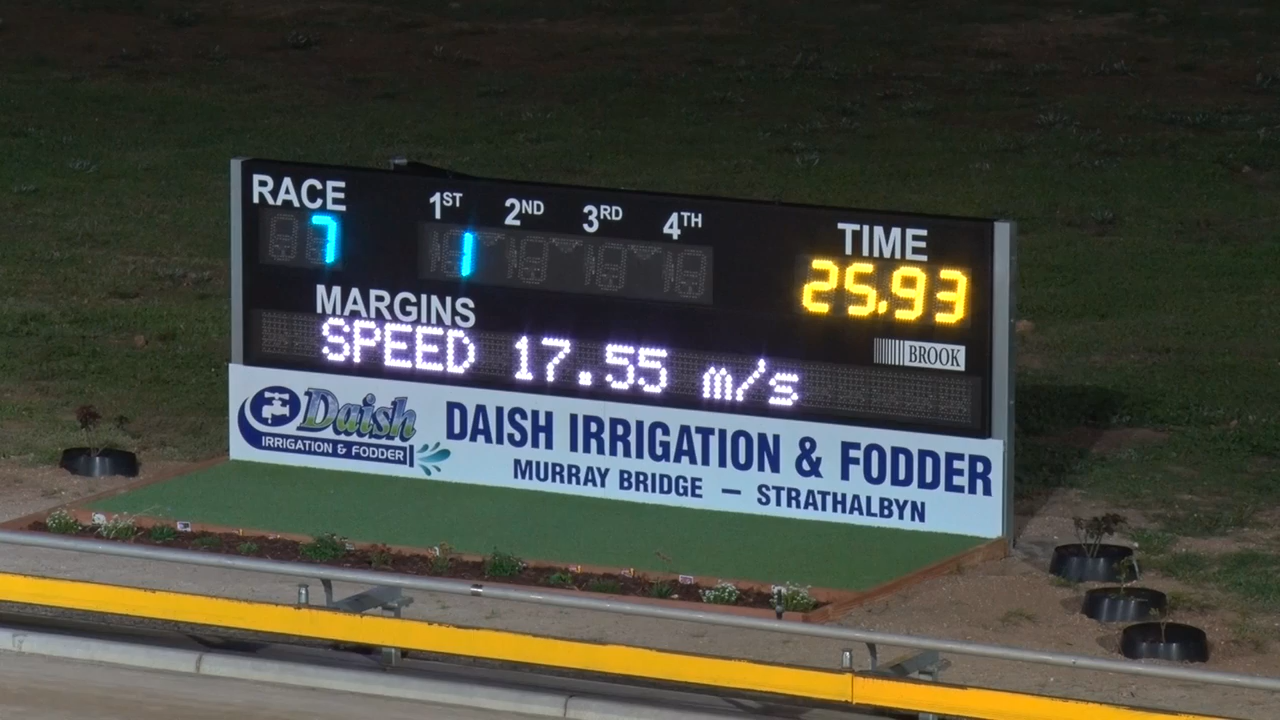 RACE 1ST 2ND 3RD 4TH TIME
7 1 25.93
MARGINS
BROOK
SPEED 17.55 m/s
Daish
IRRIGATION & FODDER
DAISH IRRIGATION & FODDER
MURRAY BRIDGE – STRATHALBYN